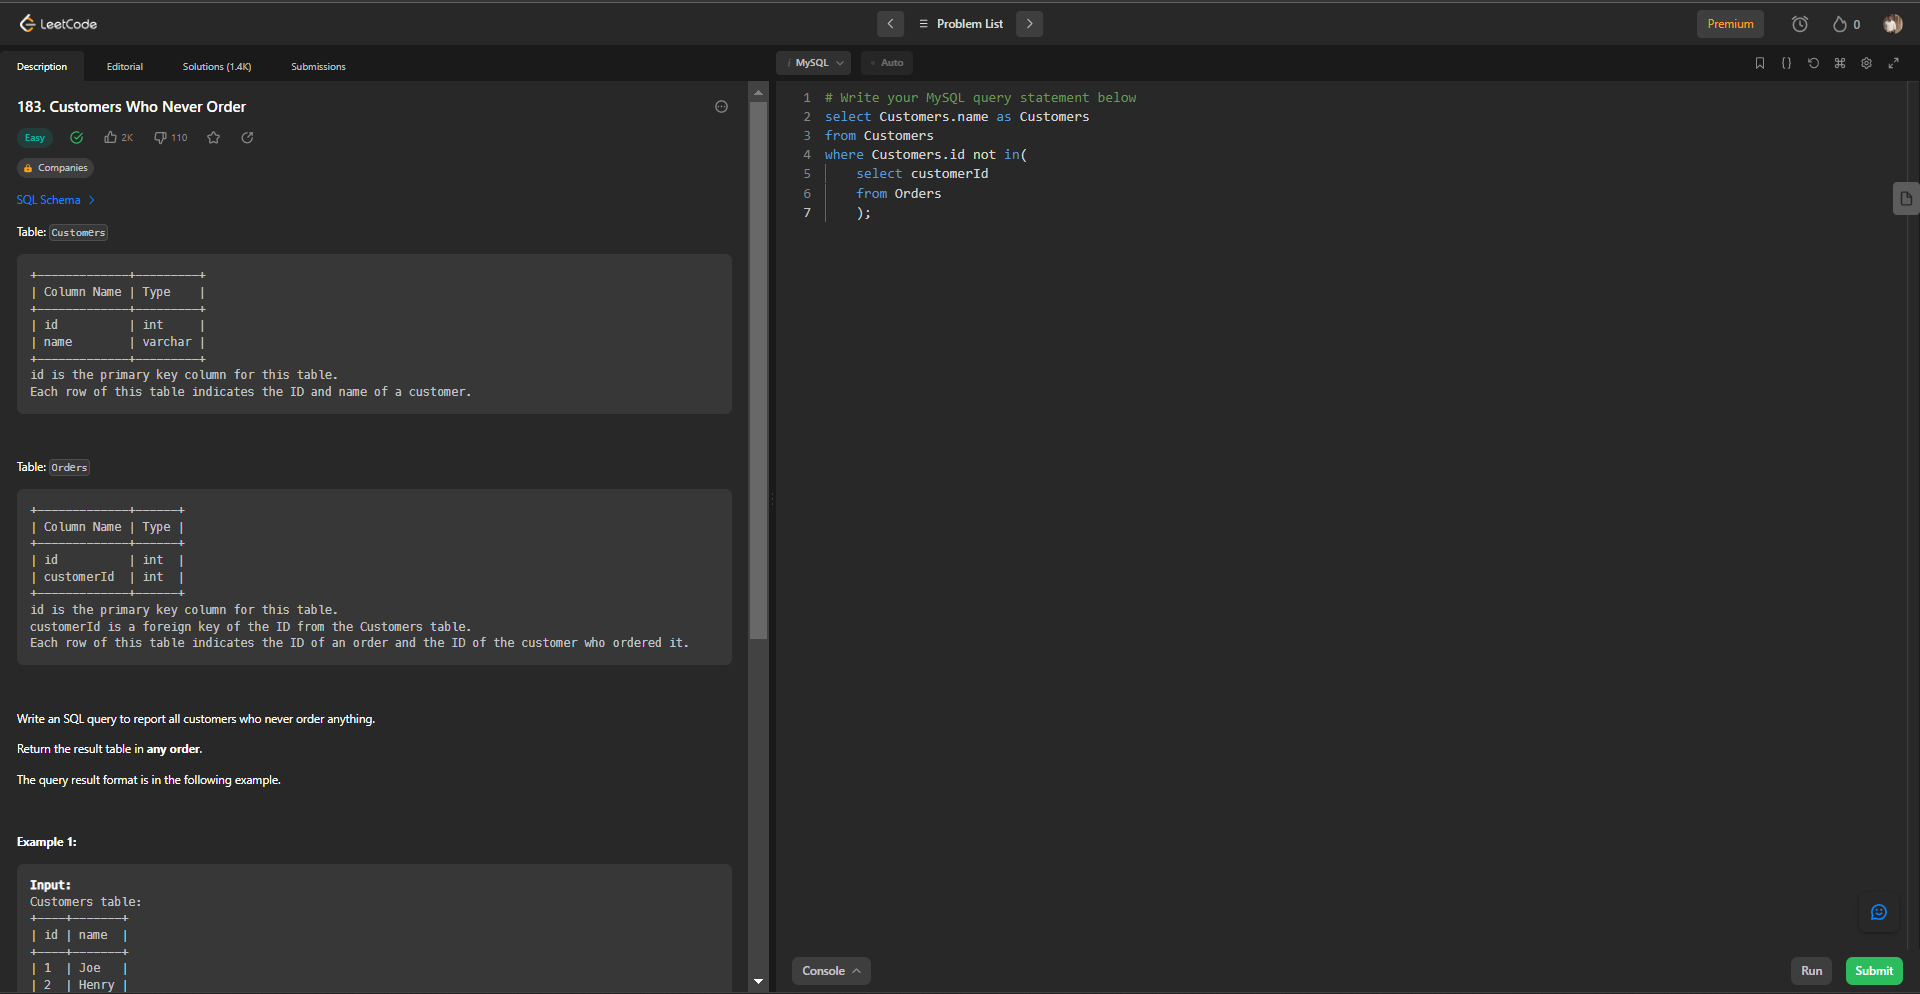 LeetCode
Problem List
Premium
0
Description Editorial Solutions (1.4K) Submissions
183. Customers Who Never Order
Easy 2K 110
Companies
SQL Schema
Table: Customers
+-------------+---------+
| Column Name | Type    |
+-------------+---------+
| id          | int     |
| name        | varchar |
+-------------+---------+
id is the primary key column for this table.
Each row of this table indicates the ID and name of a customer.
Table: Orders
+-------------+------+
| Column Name | Type |
+-------------+------+
| id          | int  |
| customerId  | int  |
+-------------+------+
id is the primary key column for this table.
customerId is a foreign key of the ID from the Customers table.
Each row of this table indicates the ID of an order and the ID of the customer who ordered it.
Write an SQL query to report all customers who never order anything.
Return the result table in any order.
The query result format is in the following example.
Example 1:
Input:
Customers table:
+----+-------+
| id | name  |
+----+-------+
| 1  | Joe   |
| 2  | Henry |
i MySQL Auto
{}
1 # Write your MySQL query statement below
2 select Customers.name as Customers
3 from Customers
4 where Customers.id not in(
5     select customerId
6     from Orders
7     );
Console
Run Submit